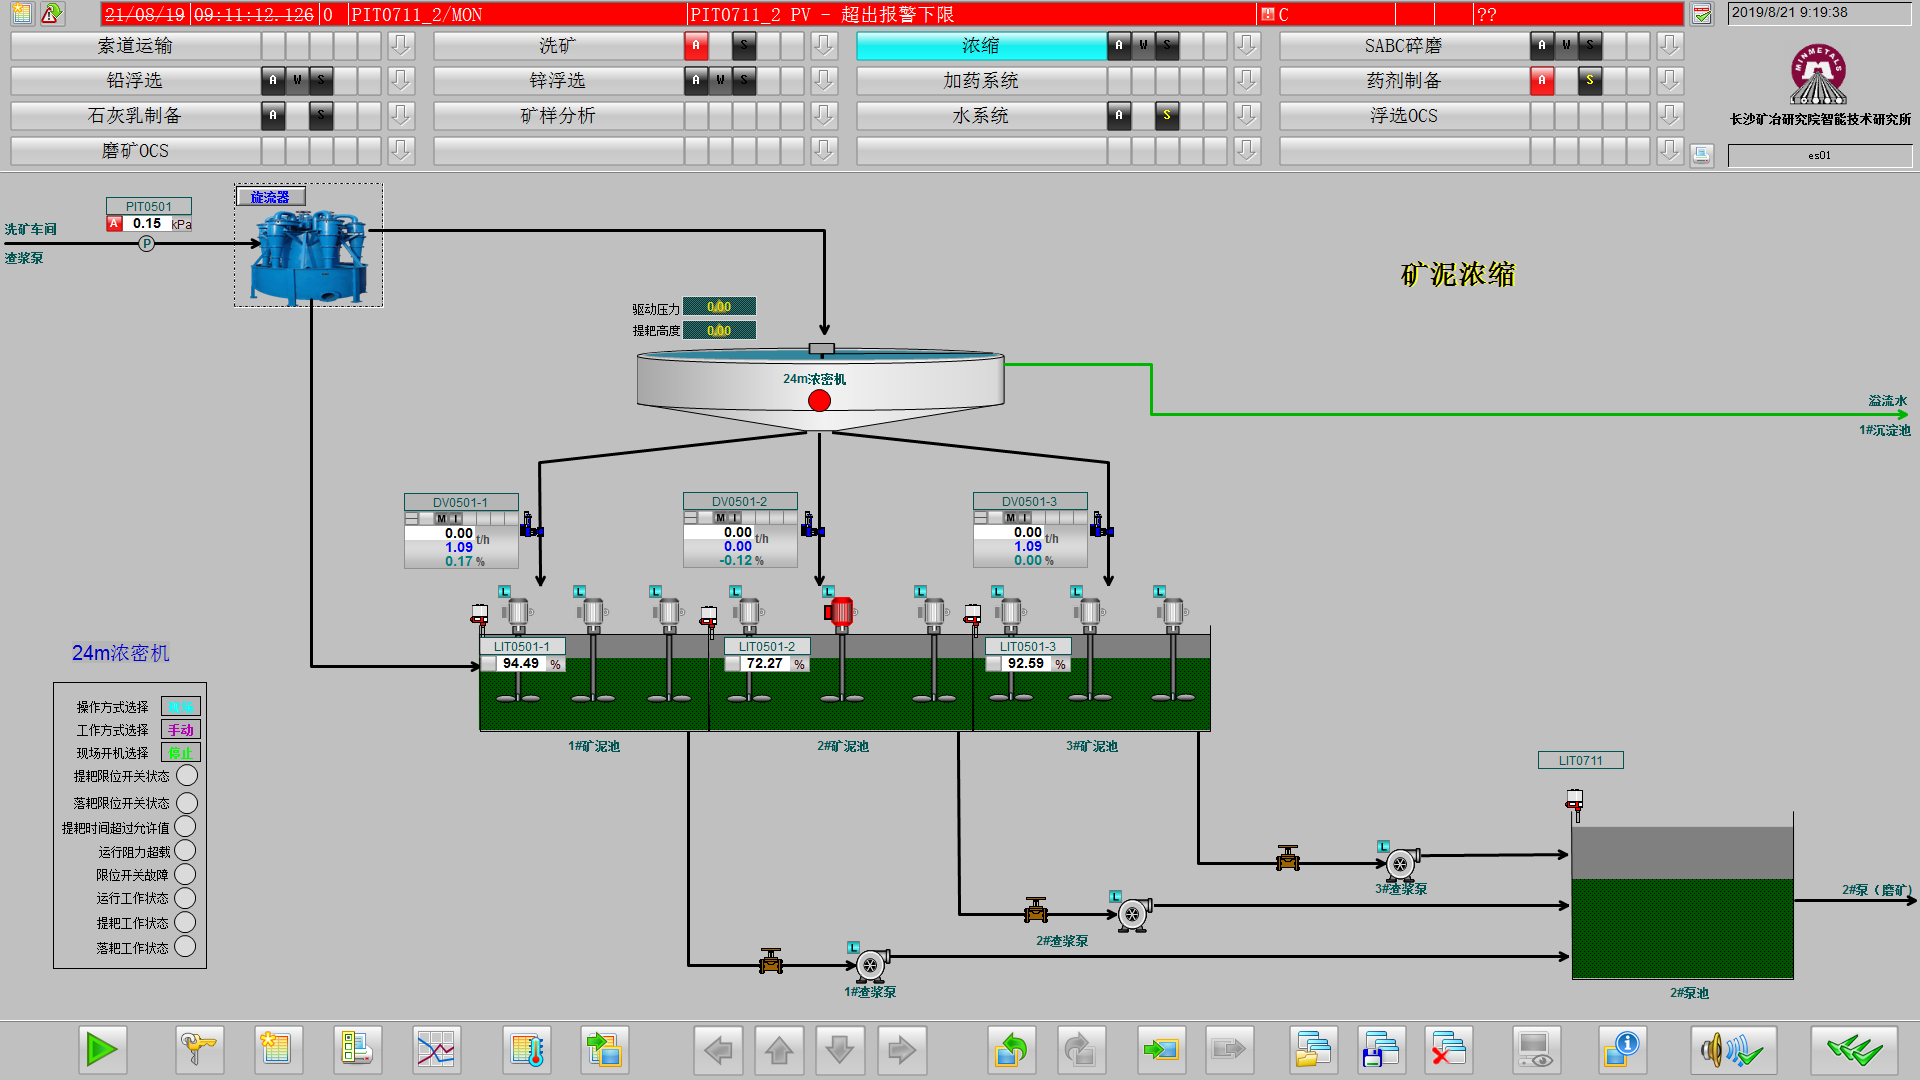 21/08/19 09:11:12.126 0 PIT0711_2/MON PIT0711_2 PV - 超出报警下限 C ??
2019/8/21 9:19:38
索道运输
洗矿 A S
浓缩 A W S
SABC碎磨 A W S
铅浮选 A W S
锌浮选 A W S
加药系统
药剂制备 A S
石灰乳制备 A S
矿样分析
水系统 A S
浮选OCS
磨矿OCS
MINMETALS
长沙矿冶研究院智能技术研究所
es01
PIT0501
A 0.15 kPa
P
洗矿车间
渣浆泵
旋流器
矿泥浓缩
驱动压力 0.00
提耙高度 0.00
24m浓密机
溢流水
1#沉淀池
DV0501-1
M I
0.00
1.09 t/h
0.17 %
DV0501-2
M I
0.00
0.00 t/h
-0.12 %
DV0501-3
M I
0.00
1.09 t/h
0.00 %
L L L L L L L L L
LIT0501-1
94.49 %
LIT0501-2
72.27 %
LIT0501-3
92.59 %
1#矿泥池
2#矿泥池
3#矿泥池
24m浓密机
操作方式选择
工作方式选择 手动
现场开机选择 停止
提耙限位开关状态
落耙限位开关状态
提耙时间超过允许值
运行阻力超载
限位开关故障
运行工作状态
提耙工作状态
落耙工作状态
LIT0711
L
3#渣浆泵
L
2#渣浆泵
L
1#渣浆泵
2#泵（磨矿）
2#泵池